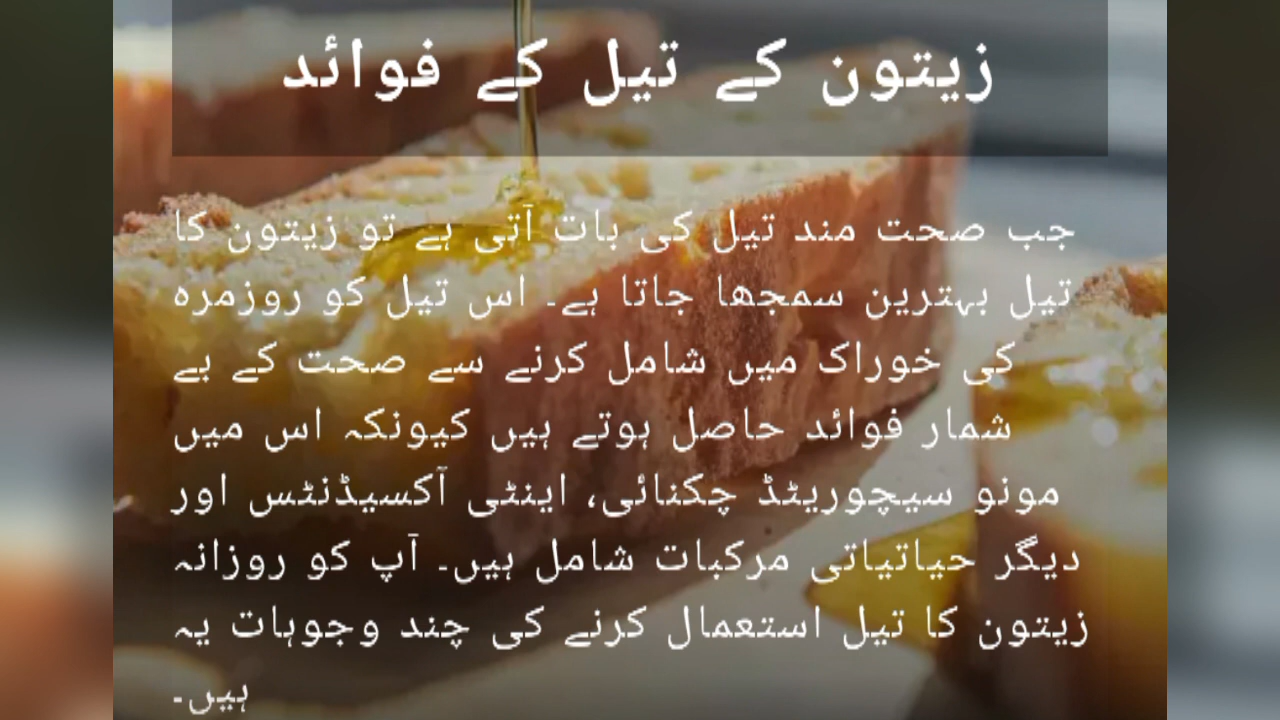 زیتون کے تیل کے فوائد
جب صحت مند تیل کی بات آتی ہے تو زیتون کا
تیل بہترین سمجھا جاتا ہے۔ اس تیل کو روزمرہ
کی خوراک میں شامل کرنے سے صحت کے بے
شمار فوائد حاصل ہوتے ہیں کیونکہ اس میں
مونو سیچوریٹڈ چکنائی، اینٹی آکسیڈنٹس اور
دیگر حیاتیاتی مرکبات شامل ہیں۔ آپ کو روزانہ
زیتون کا تیل استعمال کرنے کی چند وجوہات یہ
ہیں۔